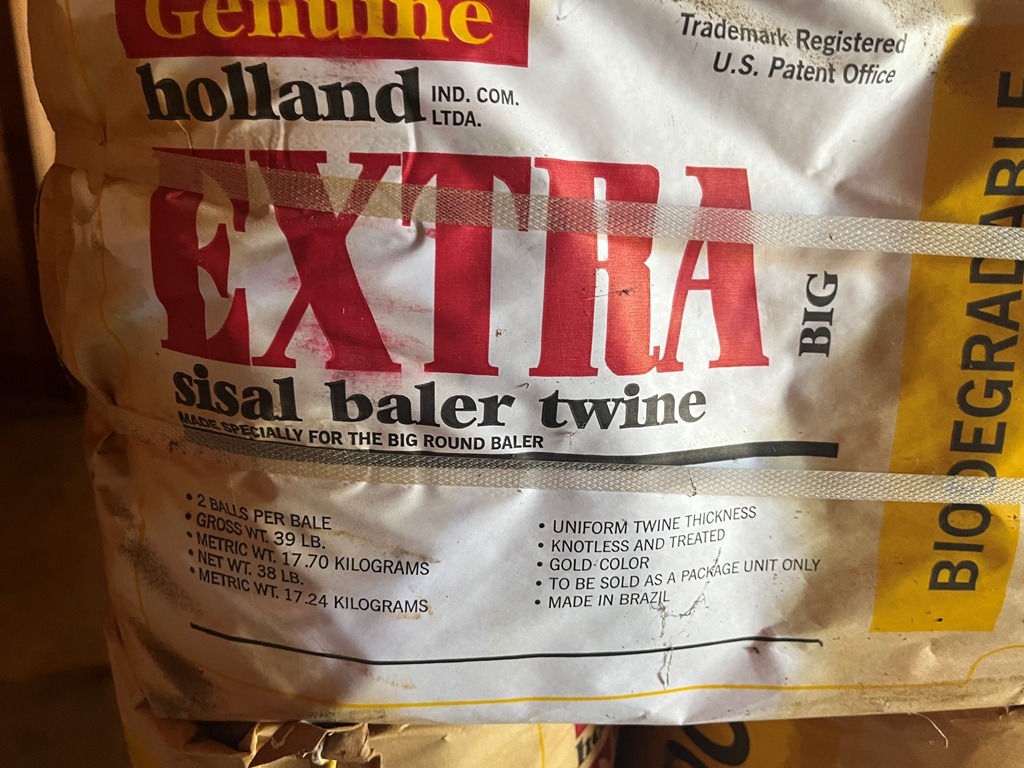 Genuine
Trademark Registered
U.S. Patent Office
holland IND. COM.
LTDA.
EXTRA
BIG
sisal baler twine
MADE SPECIALLY FOR THE BIG ROUND BALER
• 2 BALLS PER BALE
• GROSS WT. 39 LB.
• METRIC WT. 17.70 KILOGRAMS
• NET WT. 38 LB.
• METRIC WT. 17.24 KILOGRAMS
• UNIFORM TWINE THICKNESS
• KNOTLESS AND TREATED
• GOLD COLOR
• TO BE SOLD AS A PACKAGE UNIT ONLY
• MADE IN BRAZIL
BIODEGRADABLE